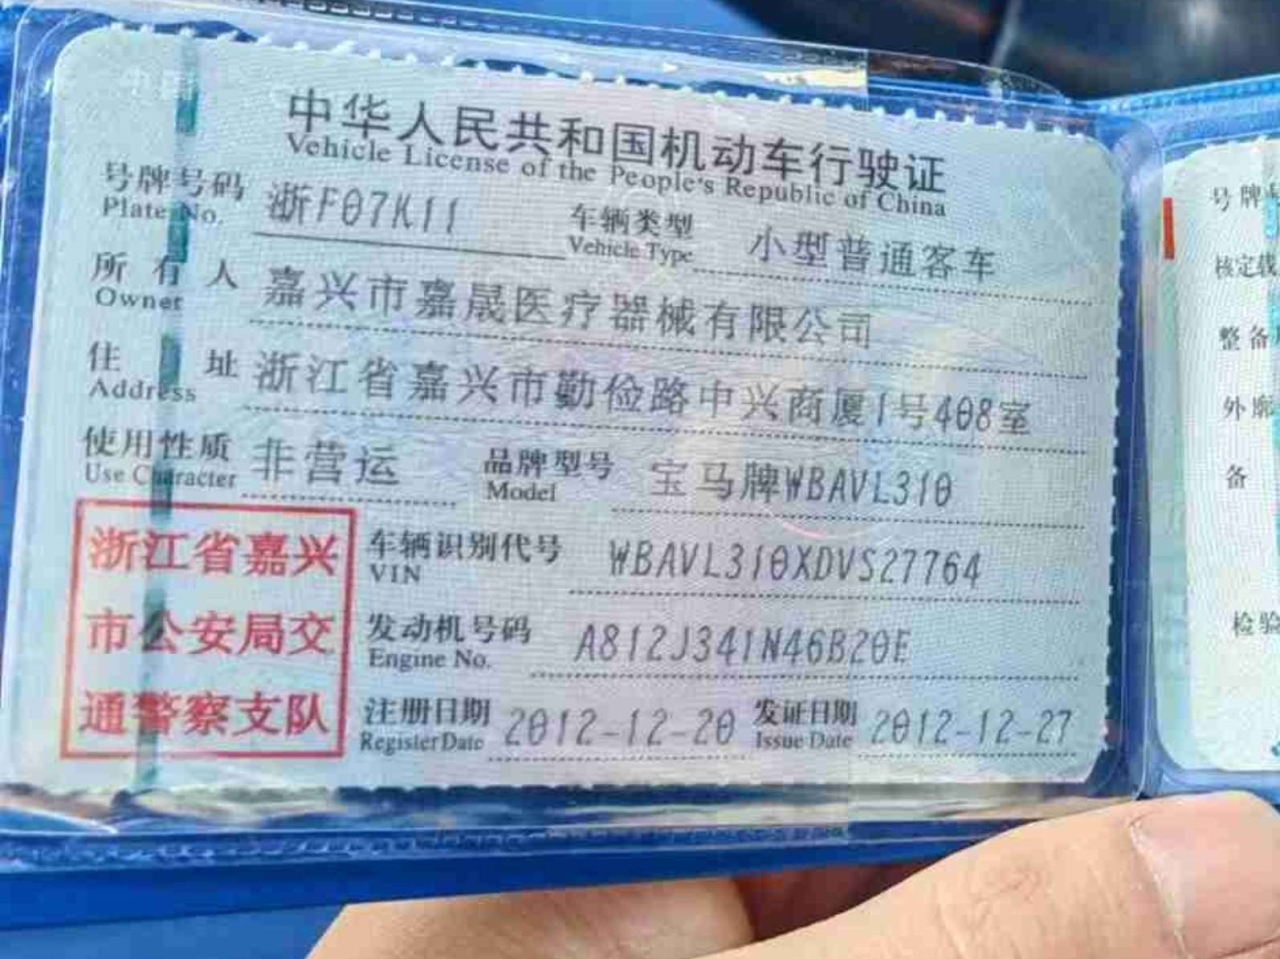 中华人民共和国机动车行驶证
Vehicle License of the People's Republic of China
号牌号码 浙F07K11 车辆类型 小型普通客车
Plate No. Vehicle Type
所有人 嘉兴市嘉晟医疗器械有限公司
Owner
住址 浙江省嘉兴市勤俭路中兴商厦1号408室
Address
使用性质 非营运 品牌型号 宝马牌WBAVL310
Use Character Model
浙江省嘉兴
市公安局交
通警察支队
车辆识别代号 WBAVL310XDVS27764
VIN
发动机号码 A812J341N46B20E
Engine No.
注册日期 2012-12-20 发证日期 2012-12-27
Register Date Issue Date
号牌
核定载
整备
外廓
备
检验